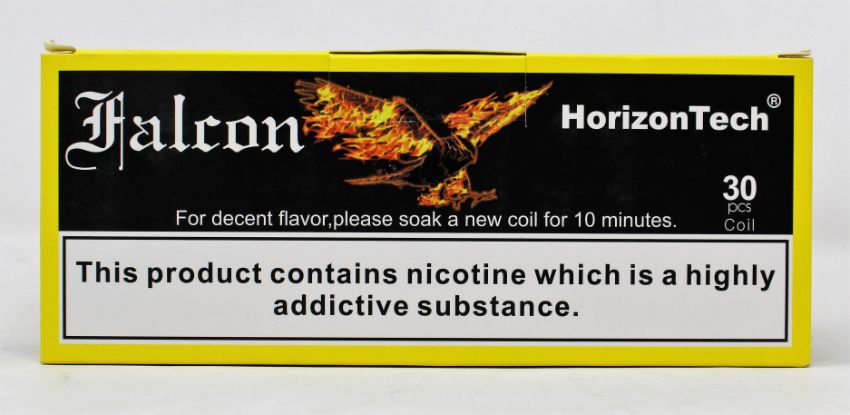 Falcon
HorizonTech®
30
pcs
Coil
For decent flavor,please soak a new coil for 10 minutes.
This product contains nicotine which is a highly
addictive substance.